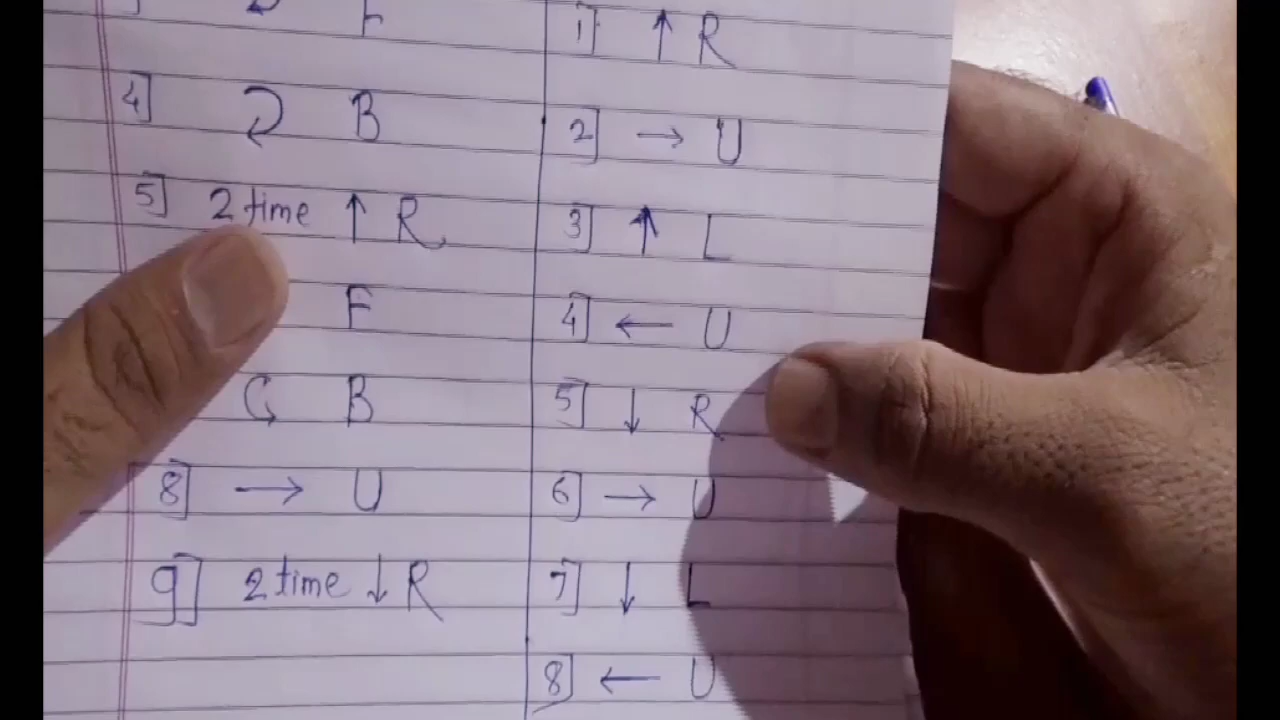 F
4] ⤸ B
5] 2 time ↑ R
F
B
8] → U
9] 2 time ↓ R
1] ↑ R
2] → U
3] ↑ L
4] ← U
5] ↓ R
6] → U
7] ↓ L
8] ← U